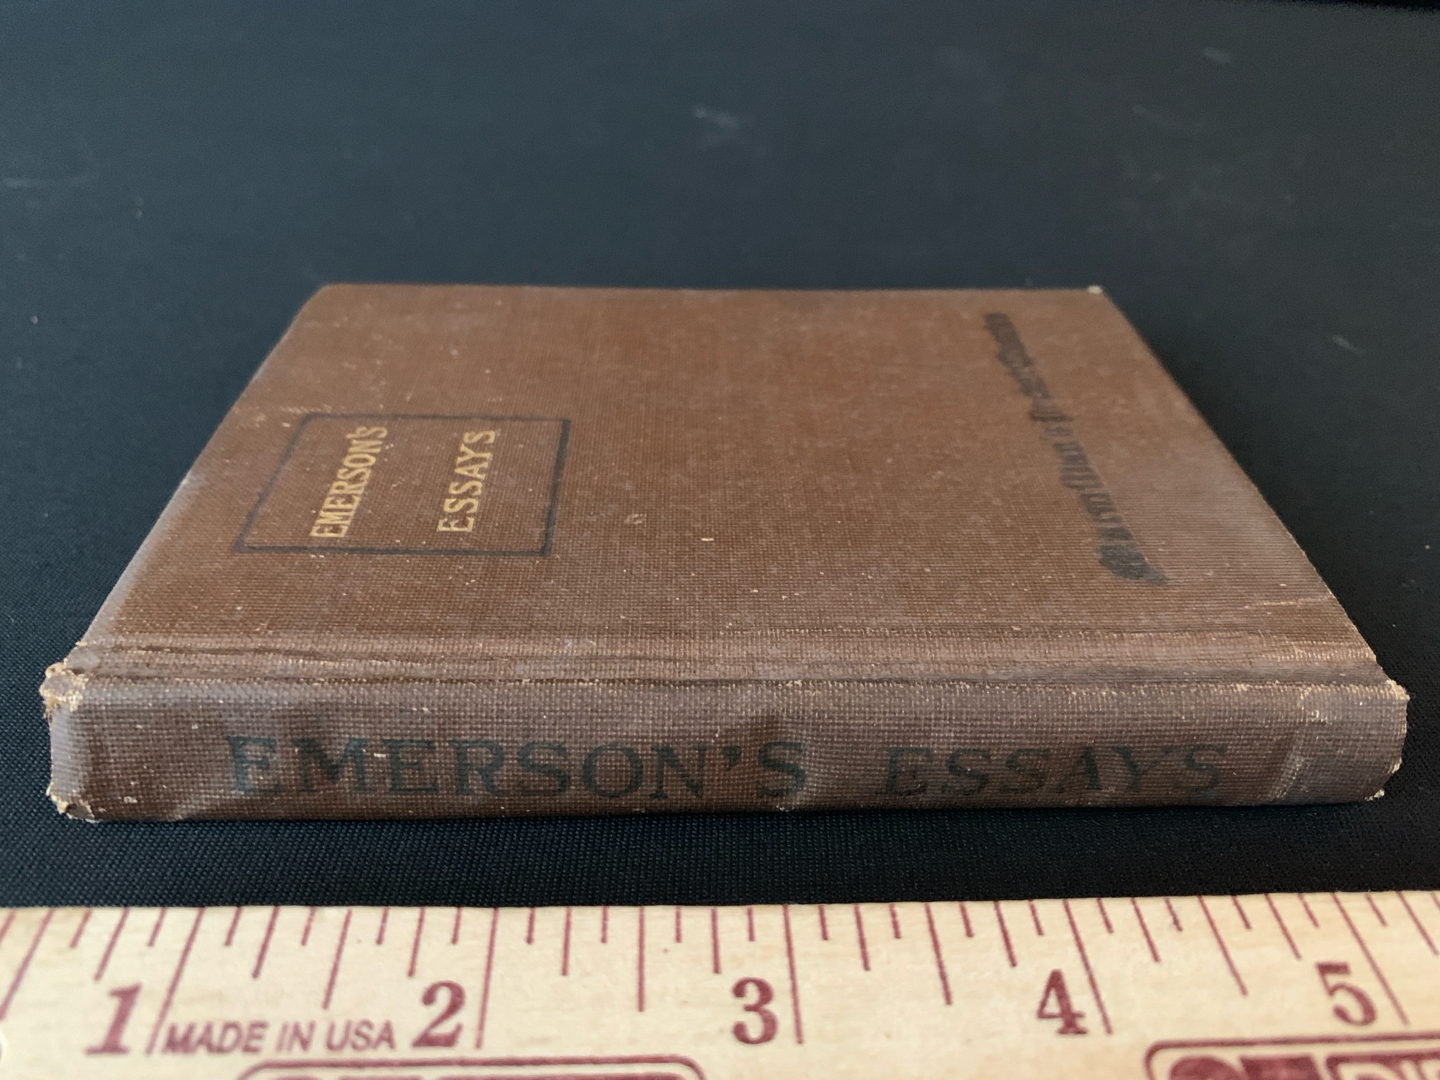 EMERSON'S
ESSAYS
EMERSON'S ESSAYS
1 2 3 4 5
MADE IN USA